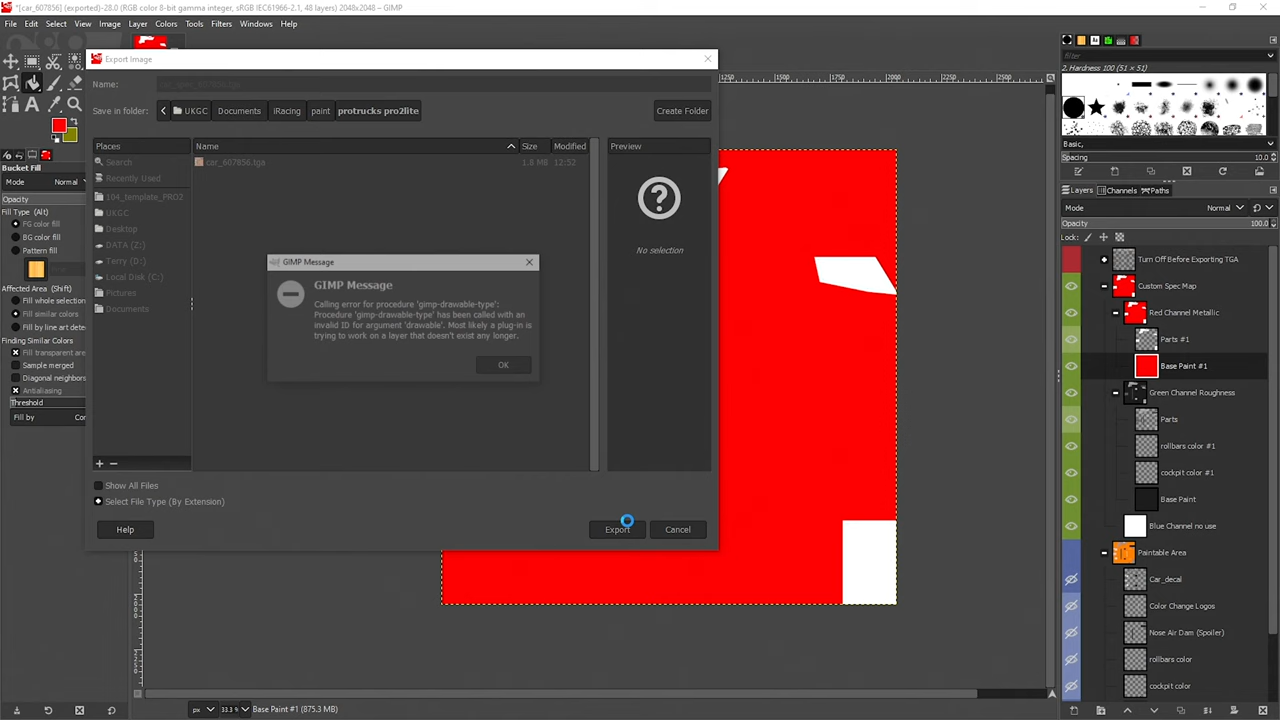 *[car_607856] (exported)-28.0 (RGB color 8-bit gamma integer, sRGB IEC61966-2.1, 48 layers) 2048x2048 – GIMP
File Edit Select View Image Layer Colors Tools Filters Windows Help
Export Image
Name:
Save in folder: UKGC Documents iRacing paint protrucks pro2lite Create Folder
Places
Search
Recently Used
104_template_PRO2
UKGC
Desktop
DATA (Z:)
Terry (D:)
Local Disk (C:)
Pictures
Documents
Name Size Modified
car_607856.tga 1.8 MB 12:52
Preview
No selection
GIMP Message
GIMP Message
Calling error for procedure 'gimp-drawable-type':
Procedure 'gimp-drawable-type' has been called with an
invalid ID for argument 'drawable'. Most likely a plug-in is
trying to work on a layer that doesn't exist any longer.
OK
Show All Files
Select File Type (By Extension)
Help Export Cancel
Bucket Fill
Mode Normal
Opacity
Fill Type (Alt)
FG color fill
BG color fill
Pattern fill
Affected Area (Shift)
Fill whole selection
Fill similar colors
Fill by line art detec
Finding Similar Colors
Fill transparent are
Sample merged
Diagonal neighbors
Antialiasing
Threshold
Fill by Cor
1250 1500 1750 2000 2250 2500
px 33.3 % Base Paint #1 (875.3 MB)
filter
2. Hardness 100 (51 × 51)
Basic,
Spacing 10.0
Layers Channels Paths
Mode Normal
Opacity 100.0
Lock:
Turn Off Before Exporting TGA
Custom Spec Map
Red Channel Metallic
Parts #1
Base Paint #1
Green Channel Roughness
Parts
rollbars color #1
cockpit color #1
Base Paint
Blue Channel no use
Paintable Area
Car_decal
Color Change Logos
Nose Air Dam (Spoiler)
rollbars color
cockpit color